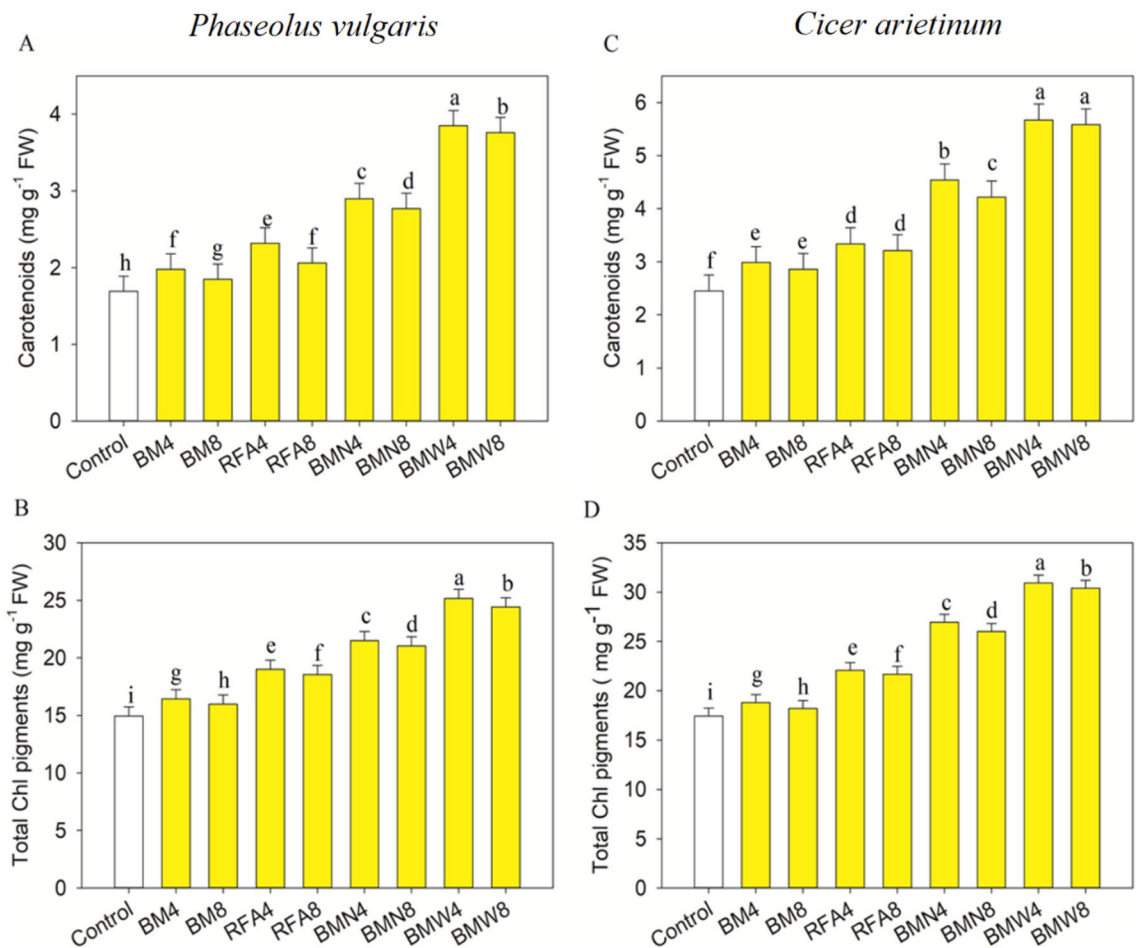 Phaseolus vulgaris
Cicer arietinum
A
Carotenoids (mg g⁻¹ FW)
4
3
2
1
0
h f g e f c d a b
Control BM4 BM8 RFA4 RFA8 BMN4 BMN8 BMW4 BMW8
C
Carotenoids (mg g⁻¹ FW)
6
5
4
3
2
1
0
f e e d d b c a a
Control BM4 BM8 RFA4 RFA8 BMN4 BMN8 BMW4 BMW8
B
Total Chl pigments (mg g⁻¹ FW)
30
25
20
15
10
5
0
i g h e f c d a b
Control BM4 BM8 RFA4 RFA8 BMN4 BMN8 BMW4 BMW8
D
Total Chl pigments ( mg g⁻¹ FW)
35
30
25
20
15
10
5
0
i g h e f c d a b
Control BM4 BM8 RFA4 RFA8 BMN4 BMN8 BMW4 BMW8